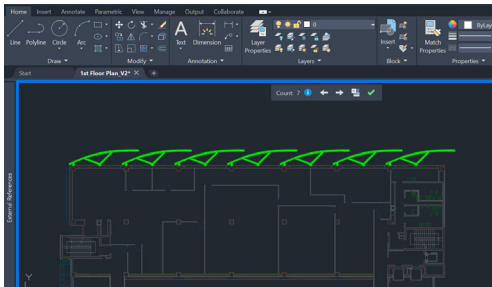 Home Insert Annotate Parametric View Manage Output Collaborate
Line Polyline Circle Arc
Text Dimension
Layer
Properties
0
Insert
Match
Properties
ByLay
Draw Modify Annotation Layers Block Properties
Start 1st Floor Plan_V2*
Count: 7
External References
Y